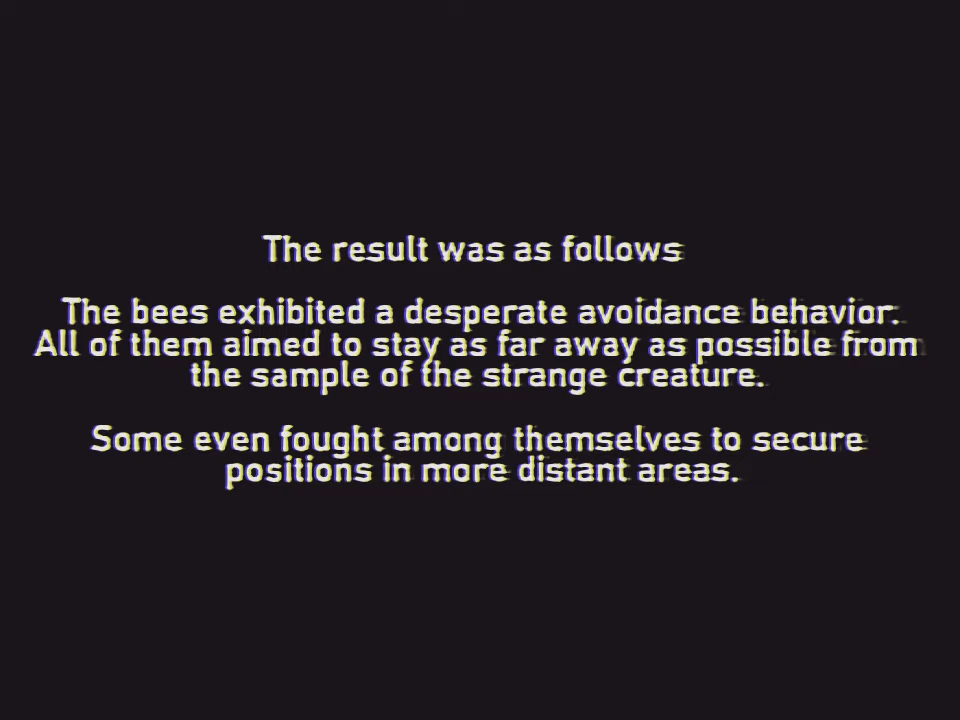 The result was as follows
The bees exhibited a desperate avoidance behavior.
All of them aimed to stay as far away as possible from
the sample of the strange creature.
Some even fought among themselves to secure
positions in more distant areas.